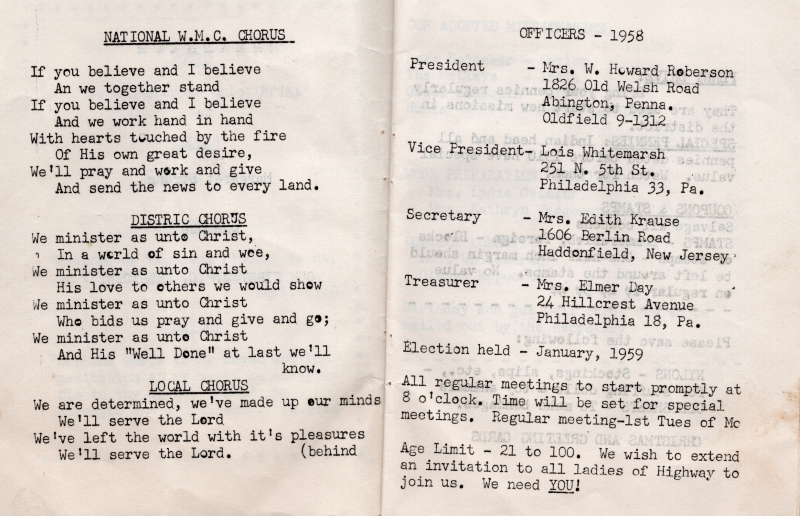 NATIONAL W.M.C. CHORUS
If you believe and I believe
An we together stand
If you believe and I believe
And we work hand in hand
With hearts touched by the fire
Of His own great desire,
We'll pray and work and give
And send the news to every land.
DISTRIC CHORUS
We minister as unto Christ,
In a world of sin and woe,
We minister as unto Christ
His love to others we would show
We minister as unto Christ
Who bids us pray and give and go;
We minister as unto Christ
And His "Well Done" at last we'll
know.
LOCAL CHORUS
We are determined, we've made up our minds
We'll serve the Lord
We've left the world with it's pleasures
We'll serve the Lord. (behind
OFFICERS - 1958
President - Mrs. W. Howard Roberson
1826 Old Welsh Road
Abington, Penna.
Oldfield 9-1312
Vice President- Lois Whitemarsh
251 N. 5th St.
Philadelphia 33, Pa.
Secretary - Mrs. Edith Krause
1606 Berlin Road
Haddonfield, New Jersey
Treasurer - Mrs. Elmer Day
24 Hillcrest Avenue
Philadelphia 18, Pa.
Election held - January, 1959
All regular meetings to start promptly at
8 o'clock. Time will be set for special
meetings. Regular meeting-1st Tues of Mo
Age Limit - 21 to 100. We wish to extend
an invitation to all ladies of Highway to
join us. We need YOU!